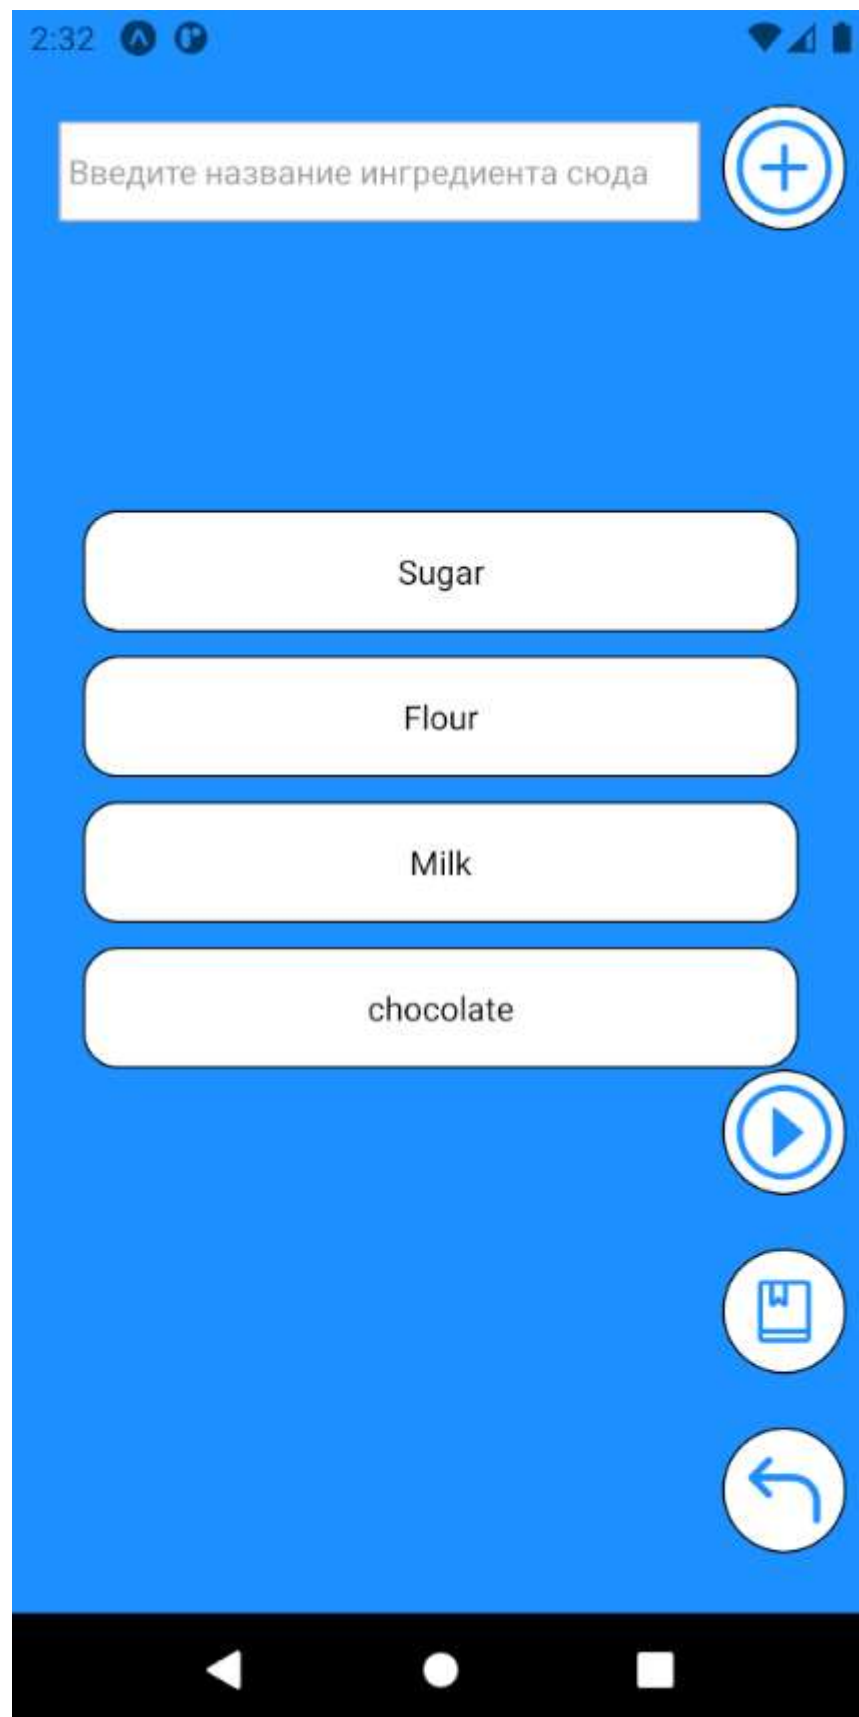 2:32
Введите название ингредиента сюда
Sugar
Flour
Milk
chocolate